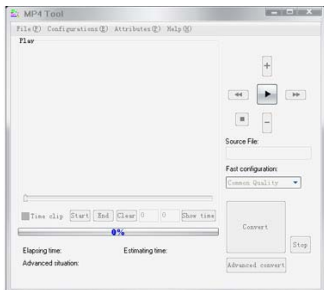 MP4 Tool
File(F) Configurations(E) Attributes(P) Help(H)
Play
+
-
Source File:
Fast configuration:
Common Quality
Time clip Start End Clear 0 0 Show time
0%
Convert
Stop
Elapsing time: Estimating time:
Advanced situation:
Advanced convert